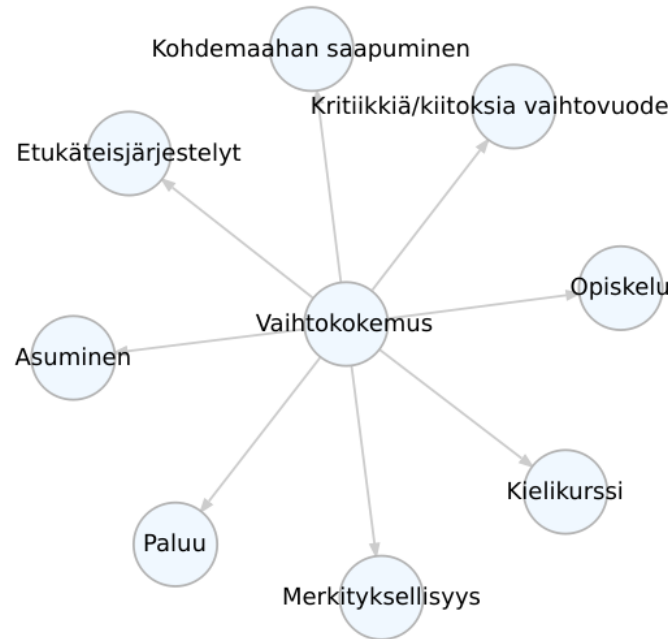 Kohdemaahan saapuminen
Kritiikkiä/kiitoksia vaihtovuode
Etukäteisjärjestelyt
Opiskelu
Vaihtokokemus
Asuminen
Kielikurssi
Paluu
Merkityksellisyys